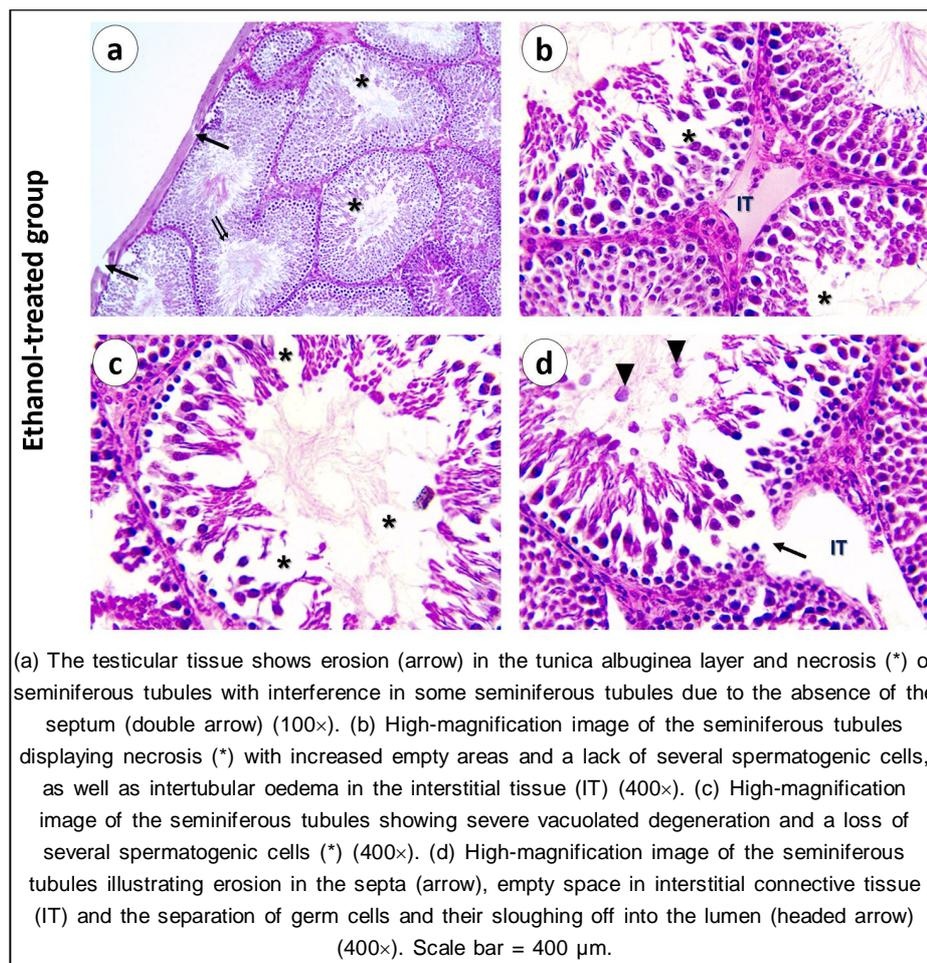 Ethanol-treated group
a
*
*
b
*
IT
*
c
*
*
*
d
IT
(a) The testicular tissue shows erosion (arrow) in the tunica albuginea layer and necrosis (*) o
seminiferous tubules with interference in some seminiferous tubules due to the absence of the
septum (double arrow) (100×). (b) High-magnification image of the seminiferous tubules
displaying necrosis (*) with increased empty areas and a lack of several spermatogenic cells,
as well as intertubular oedema in the interstitial tissue (IT) (400×). (c) High-magnification
image of the seminiferous tubules showing severe vacuolated degeneration and a loss of
several spermatogenic cells (*) (400×). (d) High-magnification image of the seminiferous
tubules illustrating erosion in the septa (arrow), empty space in interstitial connective tissue
(IT) and the separation of germ cells and their sloughing off into the lumen (headed arrow)
(400×). Scale bar = 400 µm.